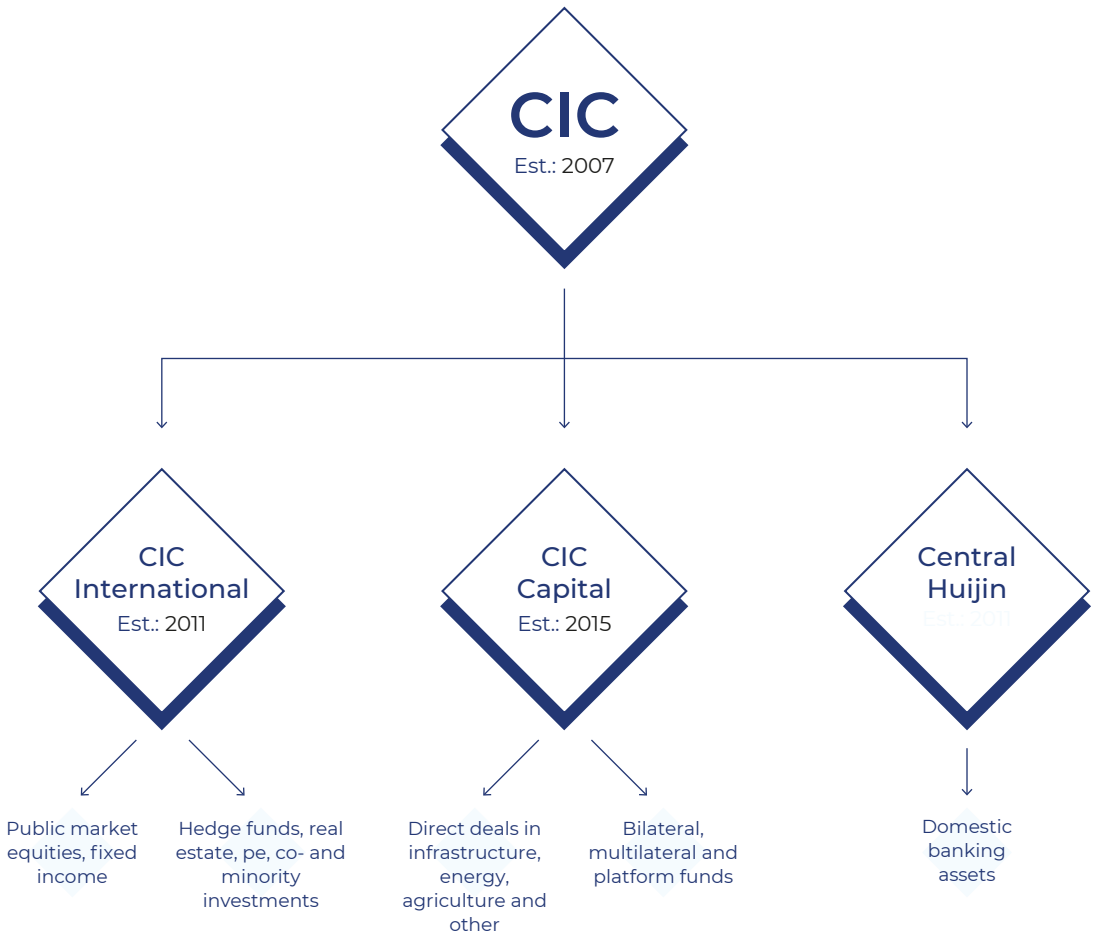 CIC
Est.: 2007
CIC
International
Est.: 2011
CIC
Capital
Est.: 2015
Central
Huijin
Est.: 2011
Public market
equities, fixed
income
Hedge funds, real
estate, pe, co- and
minority
investments
Direct deals in
infrastructure,
energy,
agriculture and
other
Bilateral,
multilateral and
platform funds
Domestic
banking
assets